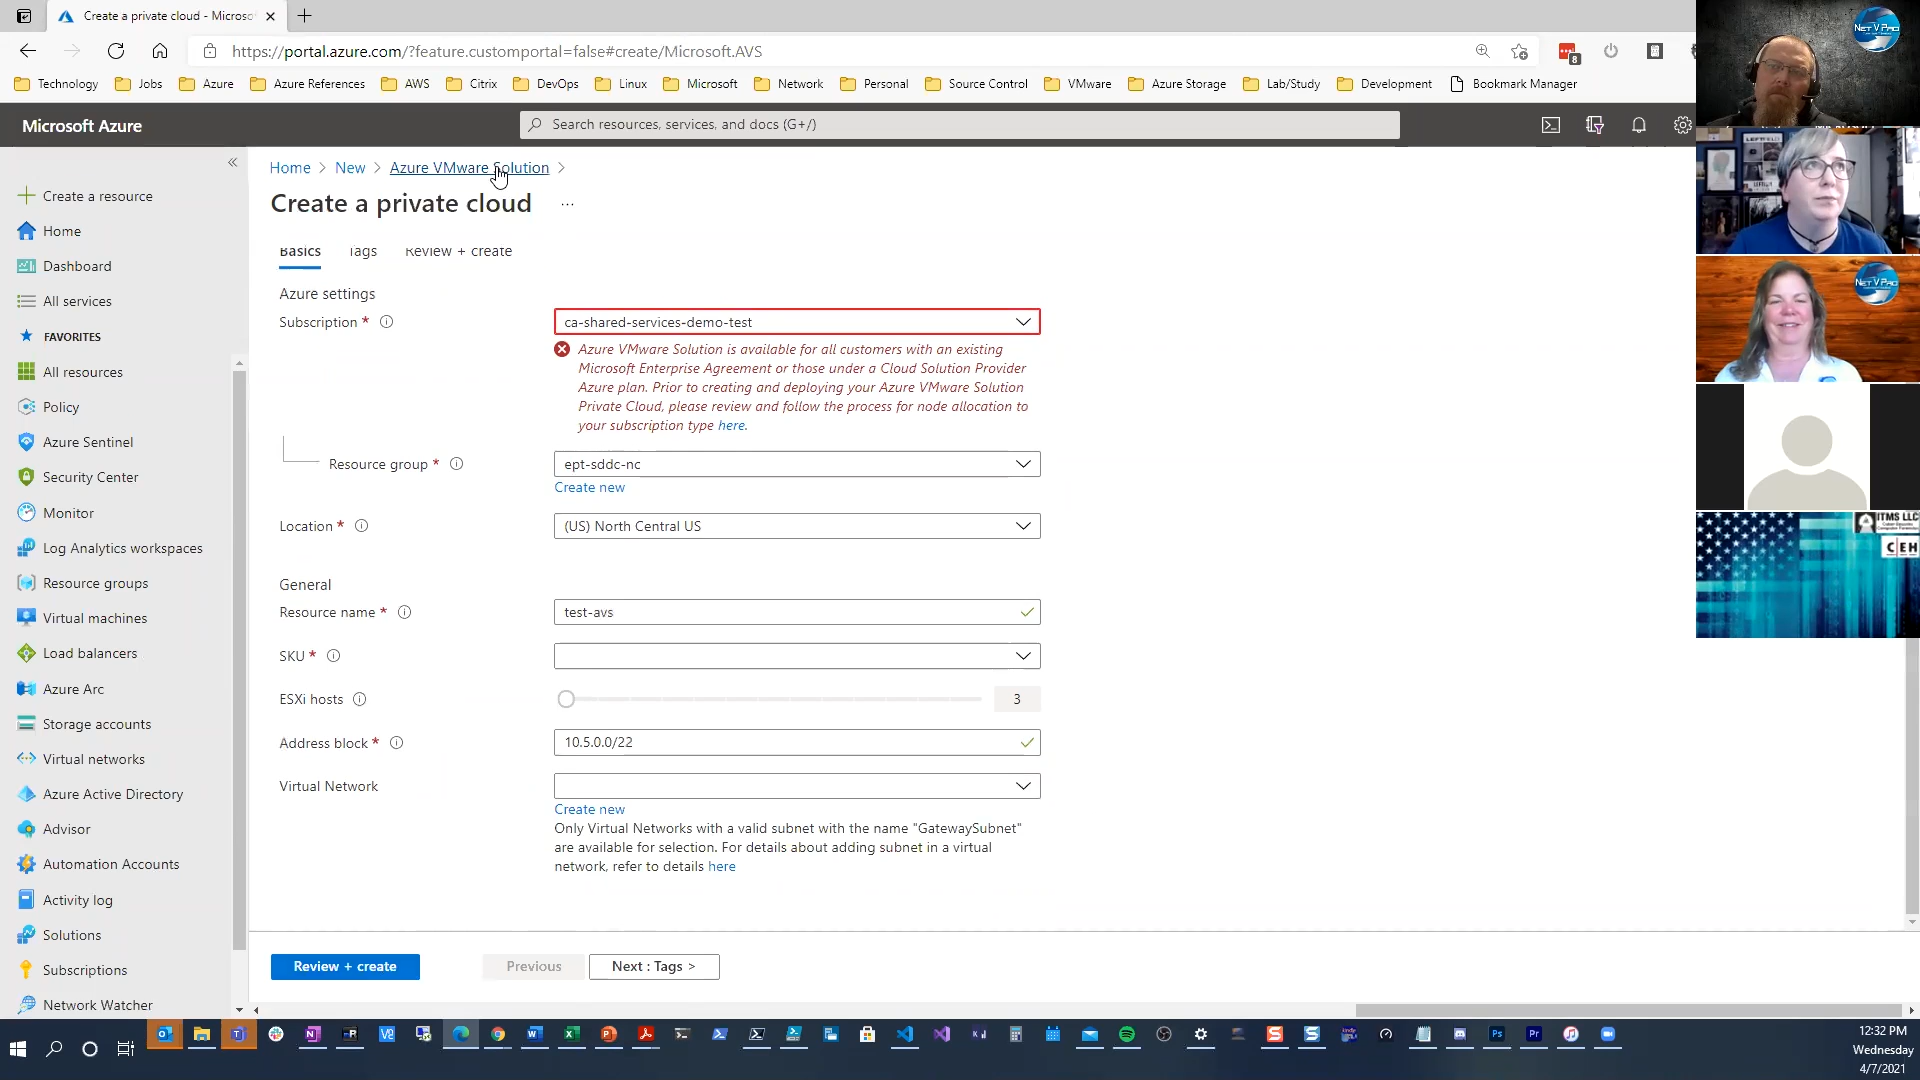 Create a private cloud - Microso
https://portal.azure.com/?feature.customportal=false#create/Microsoft.AVS
8
Technology
Jobs
Azure
Azure References
AWS
Citrix
DevOps
Linux
Microsoft
Network
Personal
Source Control
VMware
Azure Storage
Lab/Study
Development
Bookmark Manager
Microsoft Azure
Search resources, services, and docs (G+/)
Create a resource
Home
Dashboard
All services
FAVORITES
All resources
Policy
Azure Sentinel
Security Center
Monitor
Log Analytics workspaces
Resource groups
Virtual machines
Load balancers
Azure Arc
Storage accounts
Virtual networks
Azure Active Directory
Advisor
Automation Accounts
Activity log
Solutions
Subscriptions
Network Watcher
Home > New > Azure VMware Solution >
Create a private cloud ...
Basics Tags Review + create
Azure settings
Subscription *
ca-shared-services-demo-test
Azure VMware Solution is available for all customers with an existing
Microsoft Enterprise Agreement or those under a Cloud Solution Provider
Azure plan. Prior to creating and deploying your Azure VMware Solution
Private Cloud, please review and follow the process for node allocation to
your subscription type here.
Resource group *
ept-sddc-nc
Create new
Location *
(US) North Central US
General
Resource name *
test-avs
SKU *
ESXi hosts
3
Address block *
10.5.0.0/22
Virtual Network
Create new
Only Virtual Networks with a valid subnet with the name "GatewaySubnet"
are available for selection. For details about adding subnet in a virtual
network, refer to details here
Review + create
Previous
Next : Tags >
NET V PRO
NET V PRO
ITMS LLC
C|EH
12:32 PM
Wednesday
4/7/2021